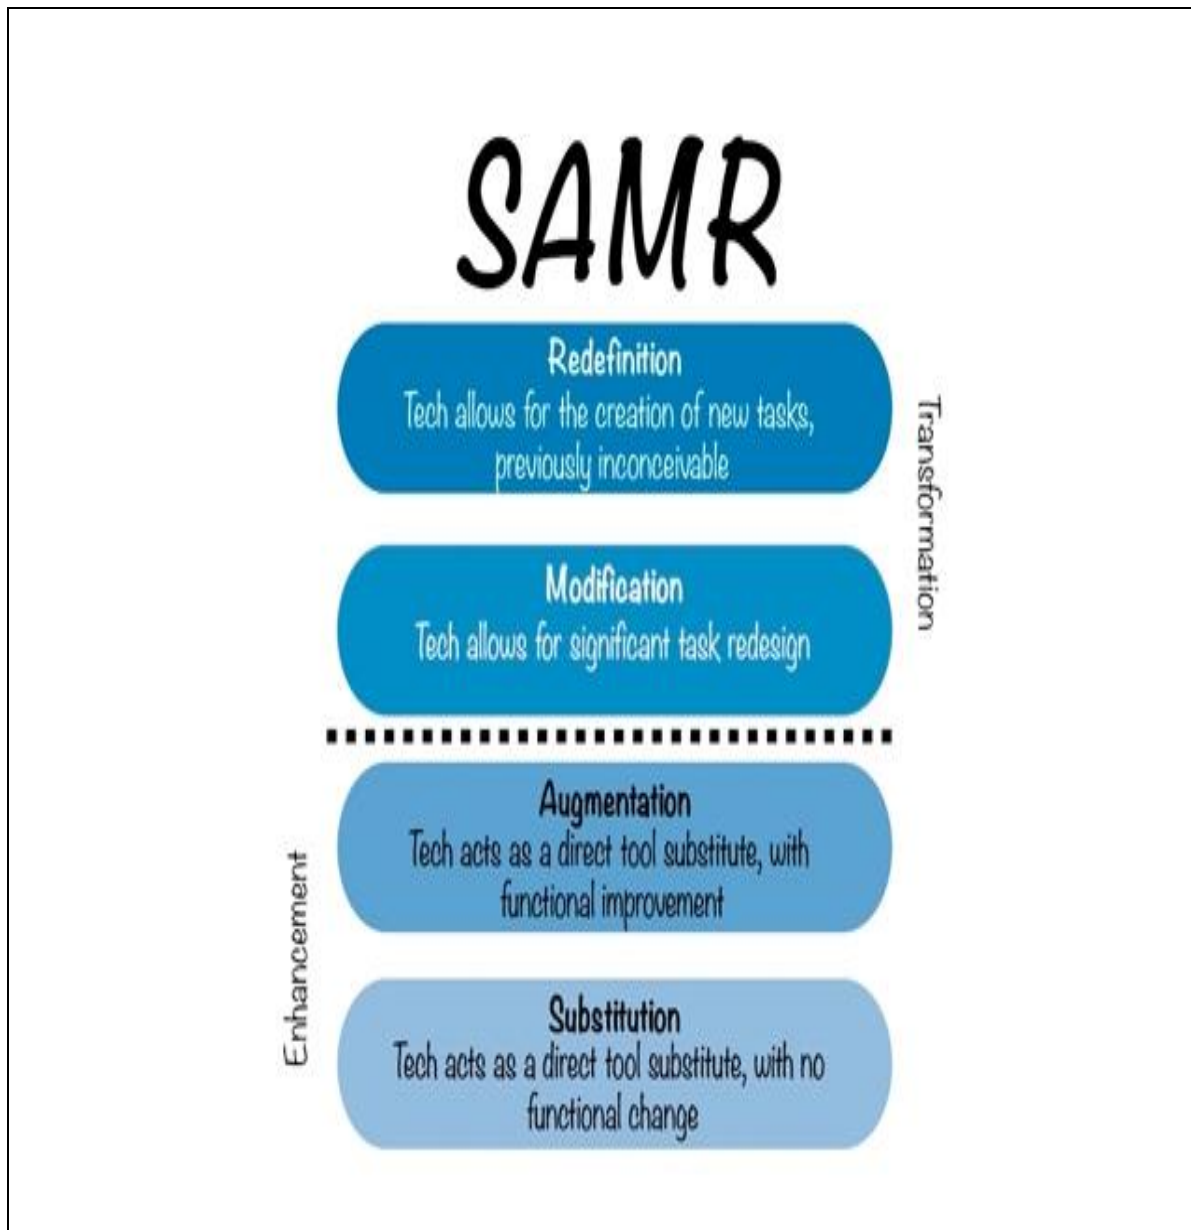 SAMR
Redefinition
Tech allows for the creation of new tasks,
previously inconceivable
Transformation
Modification
Tech allows for significant task redesign
Augmentation
Tech acts as a direct tool substitute, with
functional improvement
Enhancement
Substitution
Tech acts as a direct tool substitute, with no
functional change